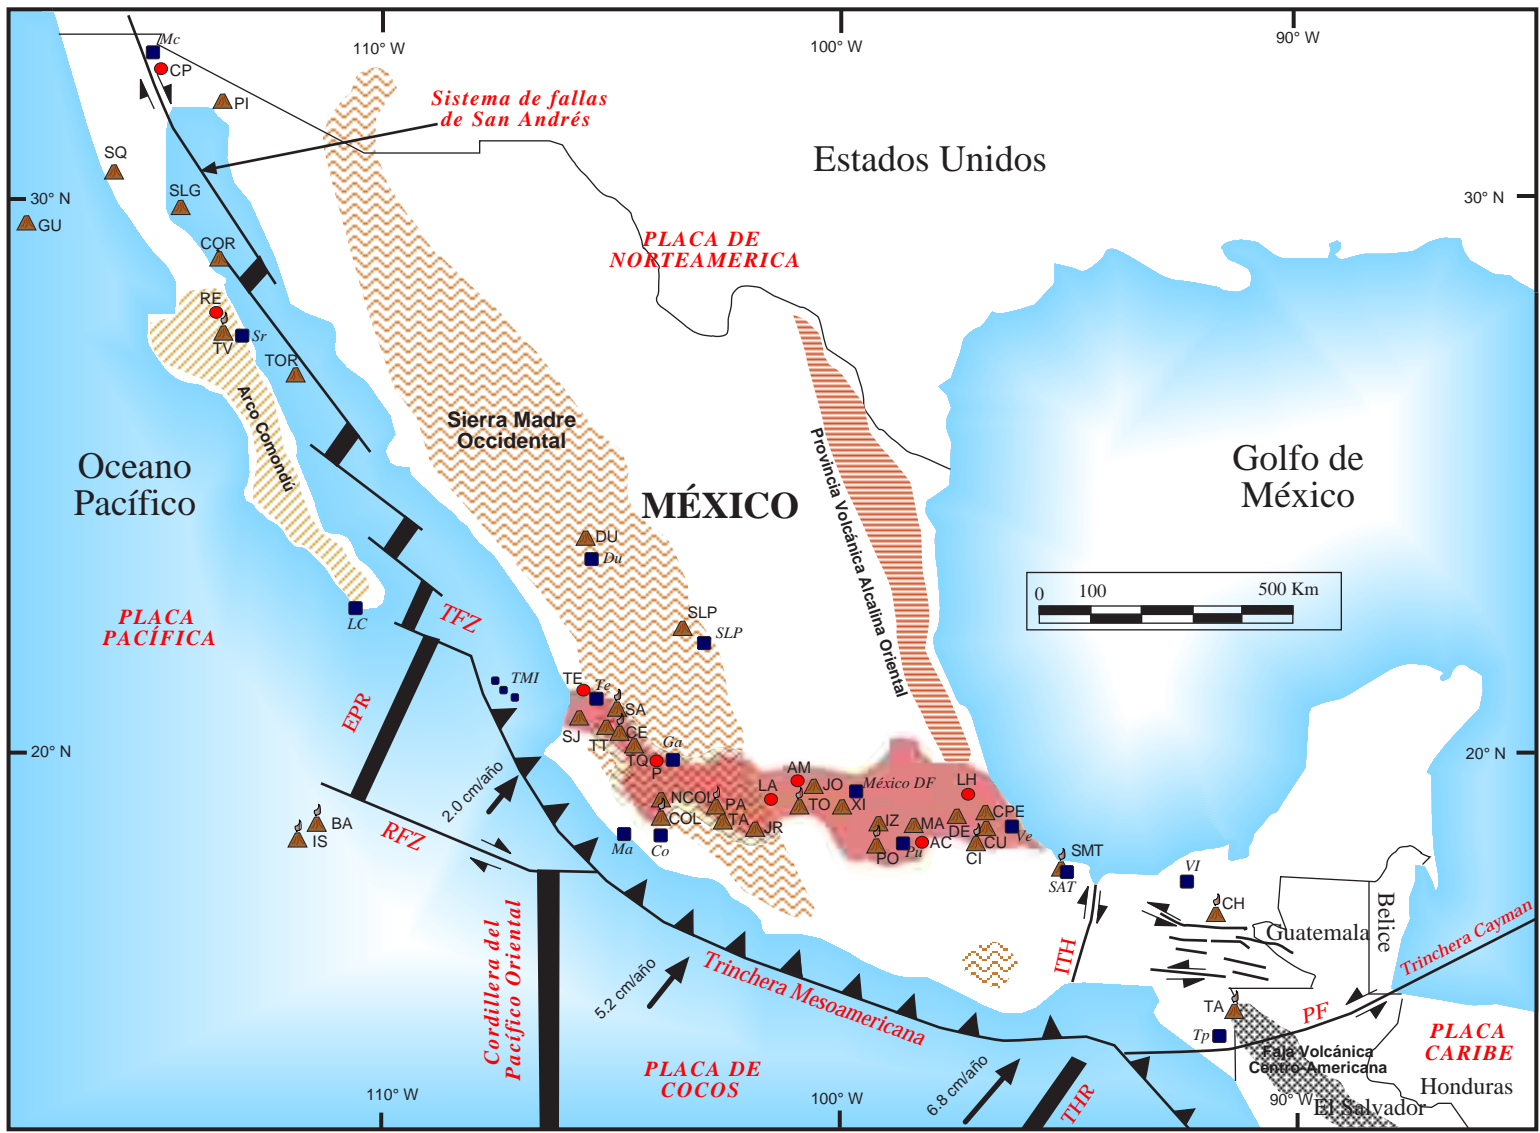 110° W
100° W
90° W
Mc
CP
PI
Sistema de fallas
de San Andrés
SQ
Estados Unidos
SLG
30° N
30° N
GU
COR
PLACA DE
NORTEAMERICA
RE
TV
Sr
TOR
Arco Comondú
Sierra Madre
Occidental
Provincia Volcánica Alcalina Oriental
Oceano
Pacífico
Golfo de
México
MÉXICO
DU
Du
0
100
500 Km
PLACA
PACÍFICA
LC
TFZ
SLP
SLP
TMI
TE
Te
SA
EPR
SJ
TT
CE
TQ
Ga
P
20° N
20° N
AM
JO
México DF
LH
LA
2.0 cm/año
NCOL
PA
TO
XI
CPE
COL
TA
JR
IZ
MA
DE
CU
Ve
BA
IS
RFZ
Ma
Co
PO
Pu
AC
CI
SMT
SAT
VI
CH
Guatemala
Belice
Cordillera del
Pacífico Oriental
5.2 cm/año
Trinchera Mesoamericana
ITH
Trinchera Cayman
TA
PF
Tp
PLACA
CARIBE
Faja Volcánica
Centro-Americana
PLACA DE
COCOS
6.8 cm/año
THR
Honduras
El Salvador
110° W
100° W
90° W